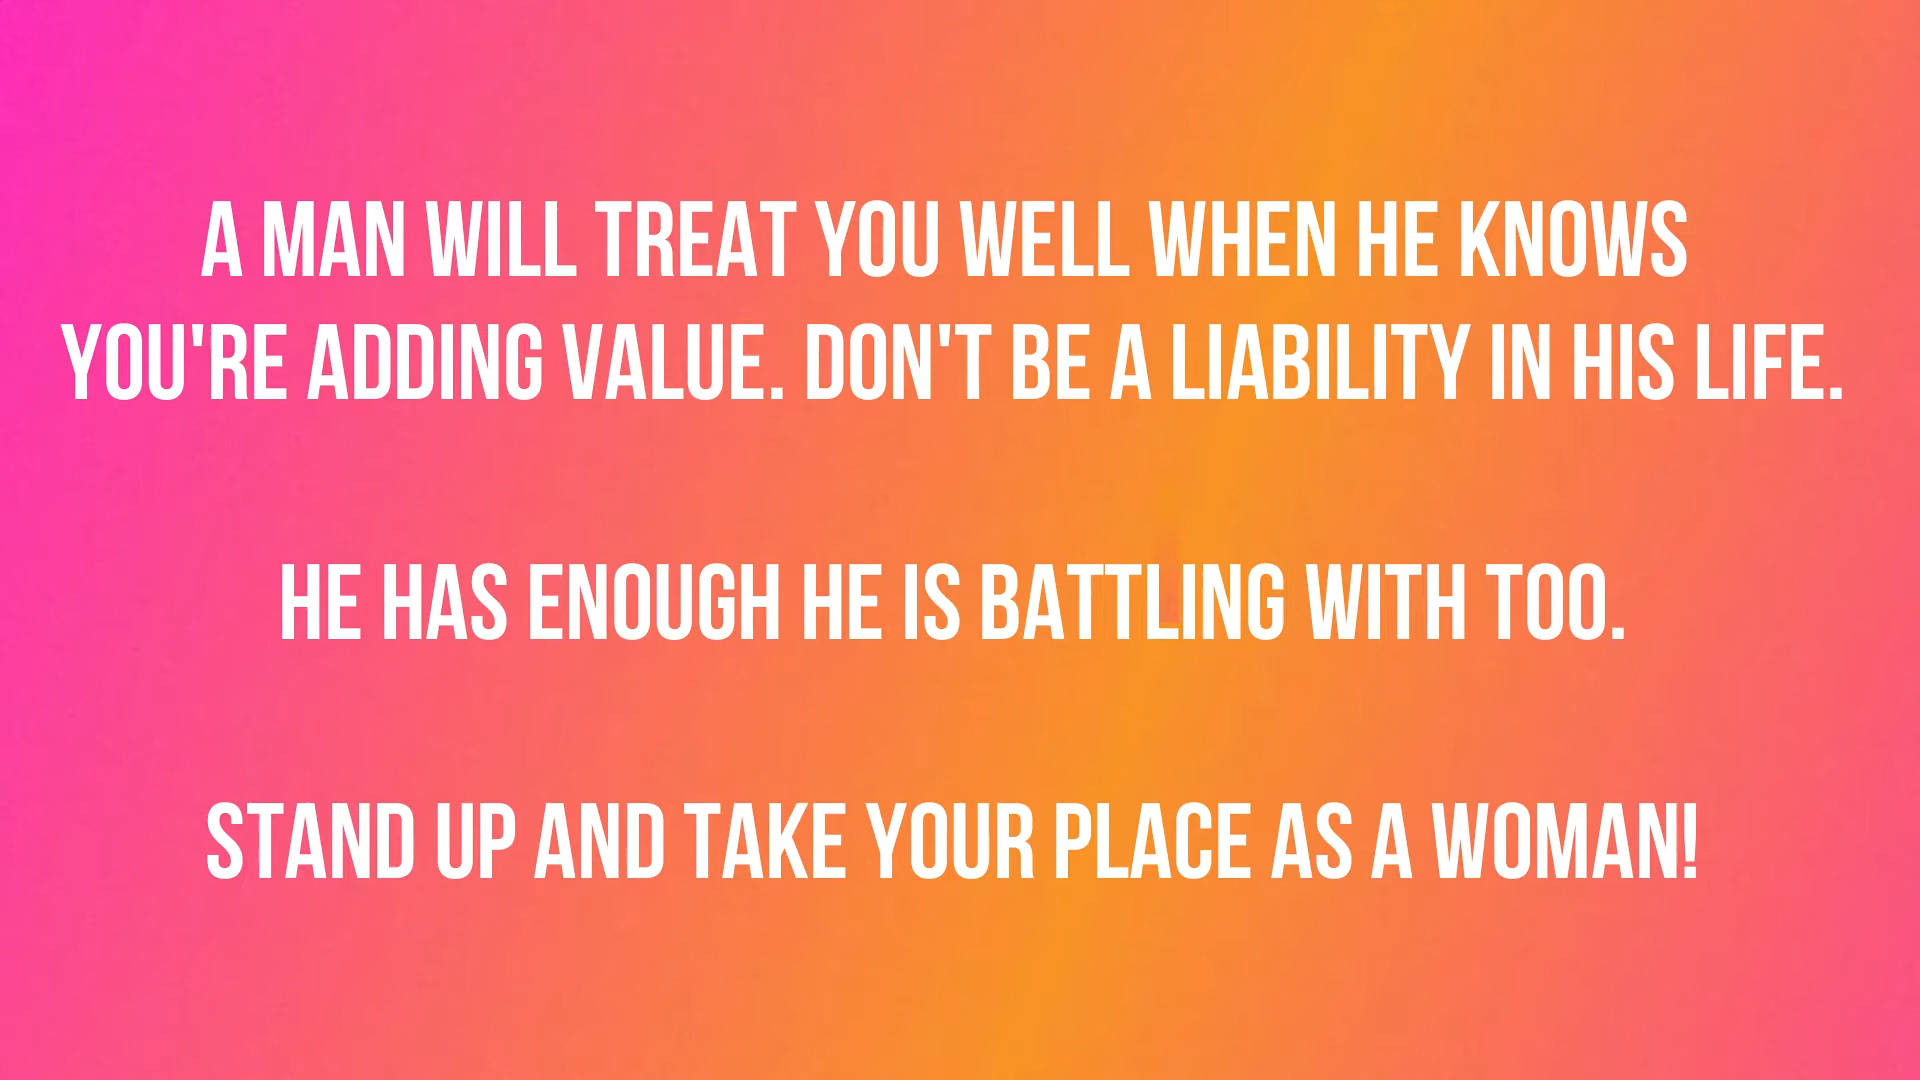 A MAN WILL TREAT YOU WELL WHEN HE KNOWS
YOU'RE ADDING VALUE. DON'T BE A LIABILITY IN HIS LIFE.
HE HAS ENOUGH HE IS BATTLING WITH TOO.
STAND UP AND TAKE YOUR PLACE AS A WOMAN!